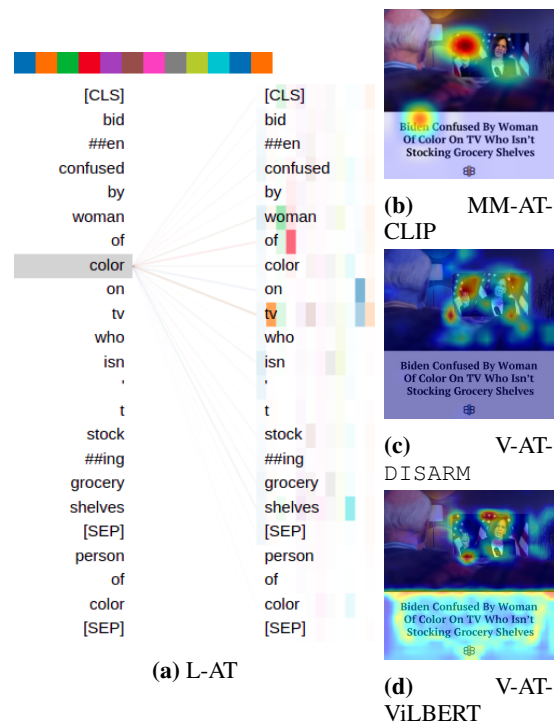 [CLS]
bid
##en
confused
by
woman
of
color
on
tv
who
isn
'
t
stock
##ing
grocery
shelves
[SEP]
person
of
color
[SEP]
[CLS]
bid
##en
confused
by
woman
of
color
on
tv
who
isn
'
t
stock
##ing
grocery
shelves
[SEP]
person
of
color
[SEP]
(a) L-AT
Biden Confused By Woman
Of Color On TV Who Isn't
Stocking Grocery Shelves
(b) MM-AT-
CLIP
Biden Confused By Woman
Of Color On TV Who Isn't
Stocking Grocery Shelves
(c) V-AT-
DISARM
Biden Confused By Woman
Of Color On TV Who Isn't
Stocking Grocery Shelves
(d) V-AT-
ViLBERT